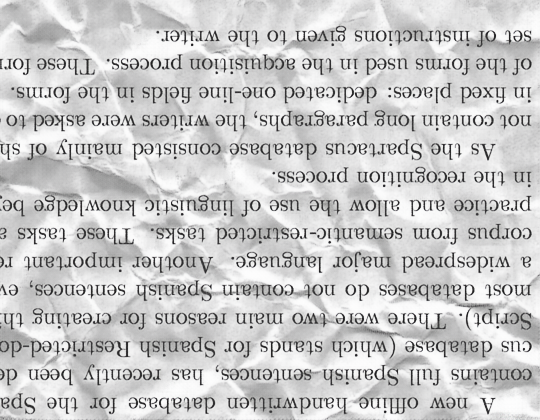 A new offline handwritten database for the Spa
contains full Spanish sentences, has recently been de
cus database (which stands for Spanish Restricted-do
Script). There were two main reasons for creating thi
most databases do not contain Spanish sentences, ev
a widespread major language. Another important re
corpus from semantic-restricted tasks. These tasks a
practice and allow the use of linguistic knowledge bey
in the recognition process.
As the Spartacus database consisted mainly of sh
not contain long paragraphs, the writers were asked to
in fixed places: dedicated one-line fields in the forms.
of the forms used in the acquisition process. These for
set of instructions given to the writer.